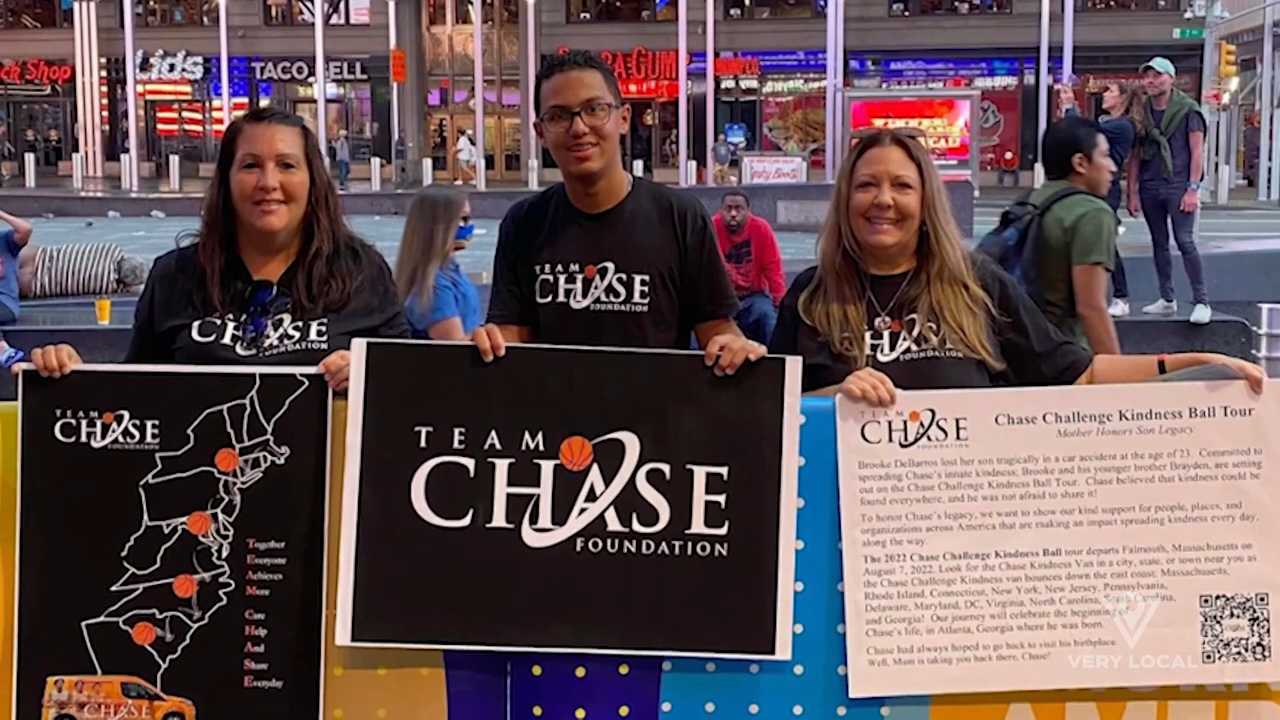 Lids
TACO BELL
TEAM
CHASE
FOUNDATION
TEAM
CHASE
FOUNDATION
CHASE
FOUNDATION
TEAM
CHASE
FOUNDATION
Together
Everyone
Achieves
More
Care
Help
And
Share
Everyday
CHASE
TEAM
CHASE
FOUNDATION
TEAM
CHASE
FOUNDATION
Chase Challenge Kindness Ball Tour
Mother Honors Son Legacy
Brooke DeBarros lost her son tragically in a car accident at the age of 23. Committed to
spreading Chase's innate kindness; Brooke and his younger brother Brayden, are setting
out on the Chase Challenge Kindness Ball Tour. Chase believed that kindness could be
found everywhere, and he was not afraid to share it!
To honor Chase's legacy, we want to show our kind support for people, places, and
organizations across America that are making an impact spreading kindness every day,
along the way.
The 2022 Chase Challenge Kindness Ball tour departs Falmouth, Massachusetts on
August 7, 2022. Look for the Chase Kindness Van in a city, state, or town near you as
the Chase Challenge Kindness van bounces down the east coast: Massachusetts,
Rhode Island, Connecticut, New York, New Jersey, Pennsylvania,
Delaware, Maryland, DC, Virginia, North Carolina, South Carolina,
and Georgia! Our journey will celebrate the beginning of
Chase's life, in Atlanta, Georgia where he was born.
Chase had always hoped to go back to visit his birthplace.
Well, Mam is taking you back there, Chase!
VERY LOCAL